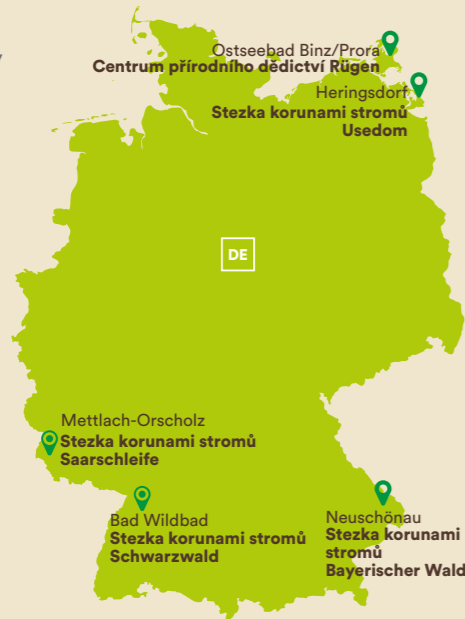 Ostseebad Binz/Prora
Centrum přírodního dědictví Rügen
Heringsdorf
Stezka korunami stromů
Usedom
DE
Mettlach-Orscholz
Stezka korunami stromů
Saarschleife
Bad Wildbad
Stezka korunami stromů
Schwarzwald
Neuschönau
Stezka korunami
stromů
Bayerischer Wald